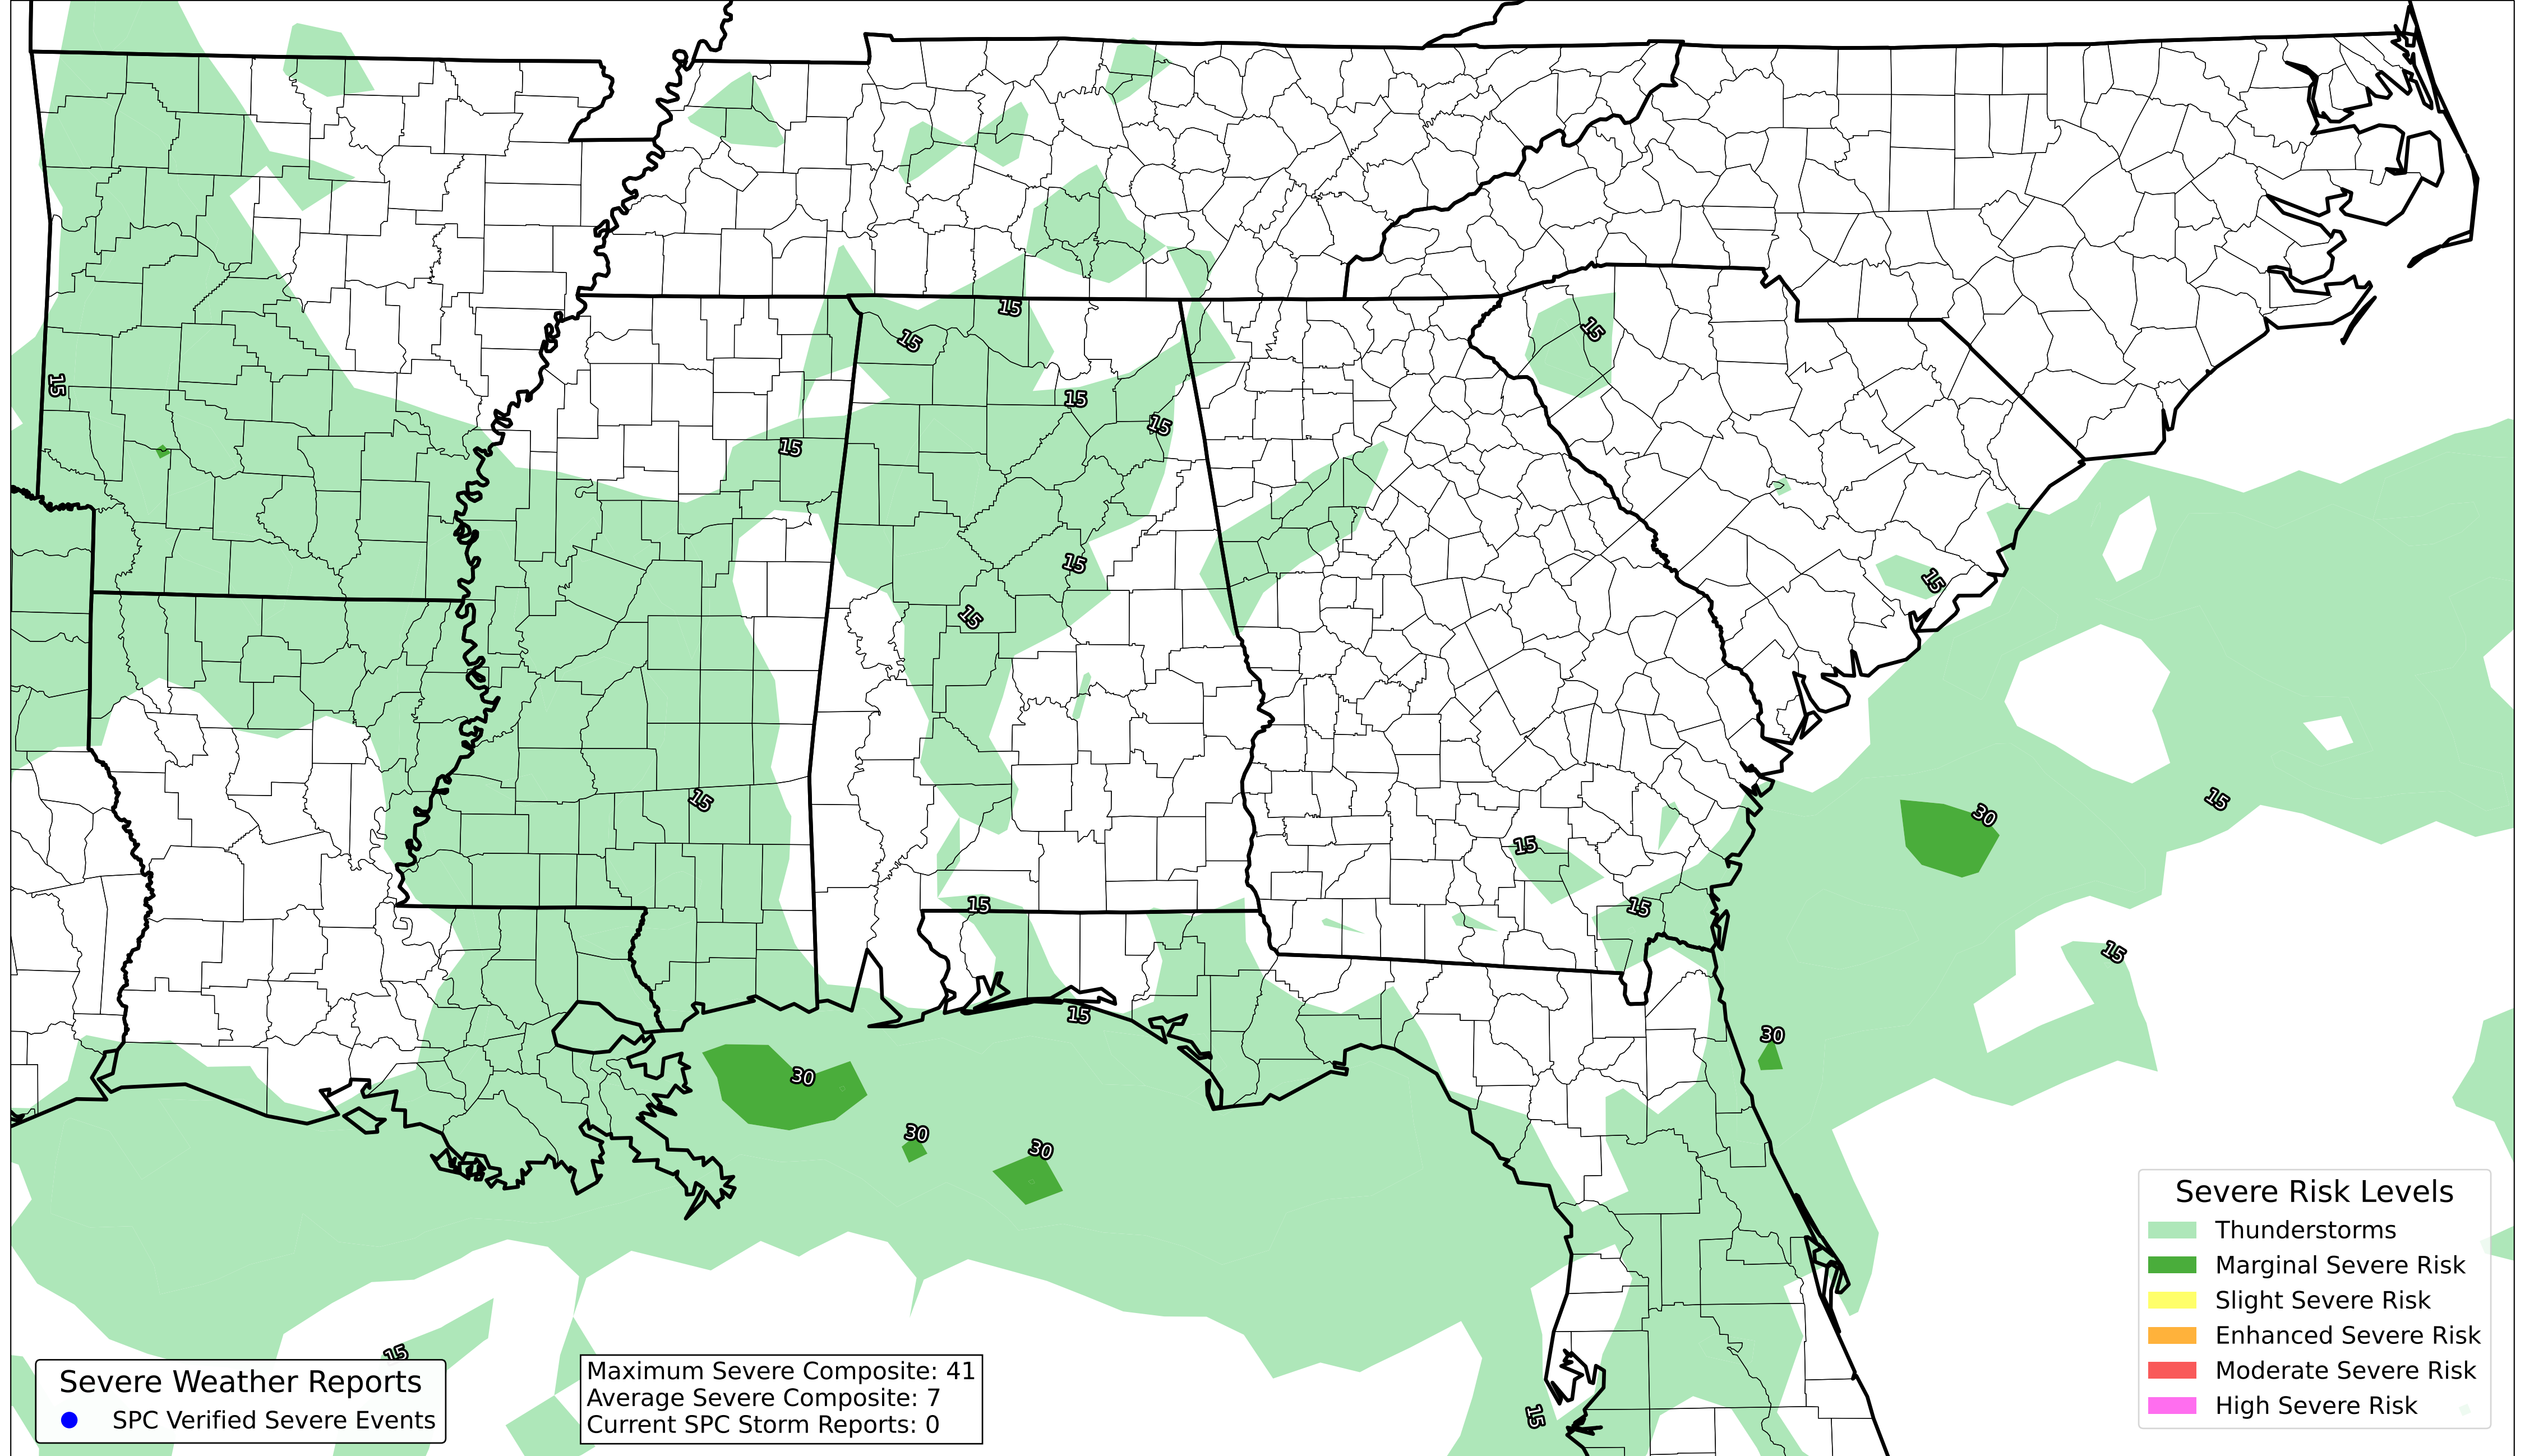 15
15
15
15
15
15
15
15
15
15
15
30
15
15
15
15
30
15
30
15
30
30
30
15
15
Severe Weather Reports
SPC Verified Severe Events
Maximum Severe Composite: 41
Average Severe Composite: 7
Current SPC Storm Reports: 0
Severe Risk Levels
Thunderstorms
Marginal Severe Risk
Slight Severe Risk
Enhanced Severe Risk
Moderate Severe Risk
High Severe Risk